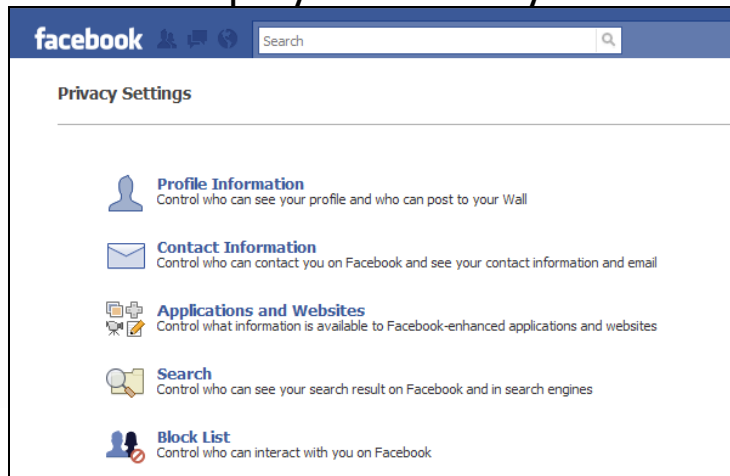 facebook Search
Privacy Settings
Profile Information
Control who can see your profile and who can post to your Wall
Contact Information
Control who can contact you on Facebook and see your contact information and email
Applications and Websites
Control what information is available to Facebook-enhanced applications and websites
Search
Control who can see your search result on Facebook and in search engines
Block List
Control who can interact with you on Facebook